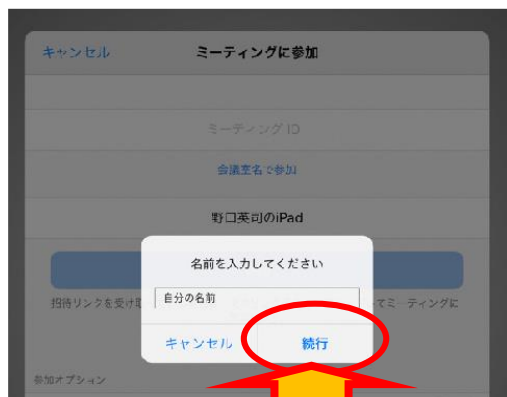 キャンセル ミーティングに参加
ミーティング ID
会議室名で参加
野口英司のiPad
名前を入力してください
招待リンクを受け取 自分の名前 てミーティングに
キャンセル 続行
参加オプション